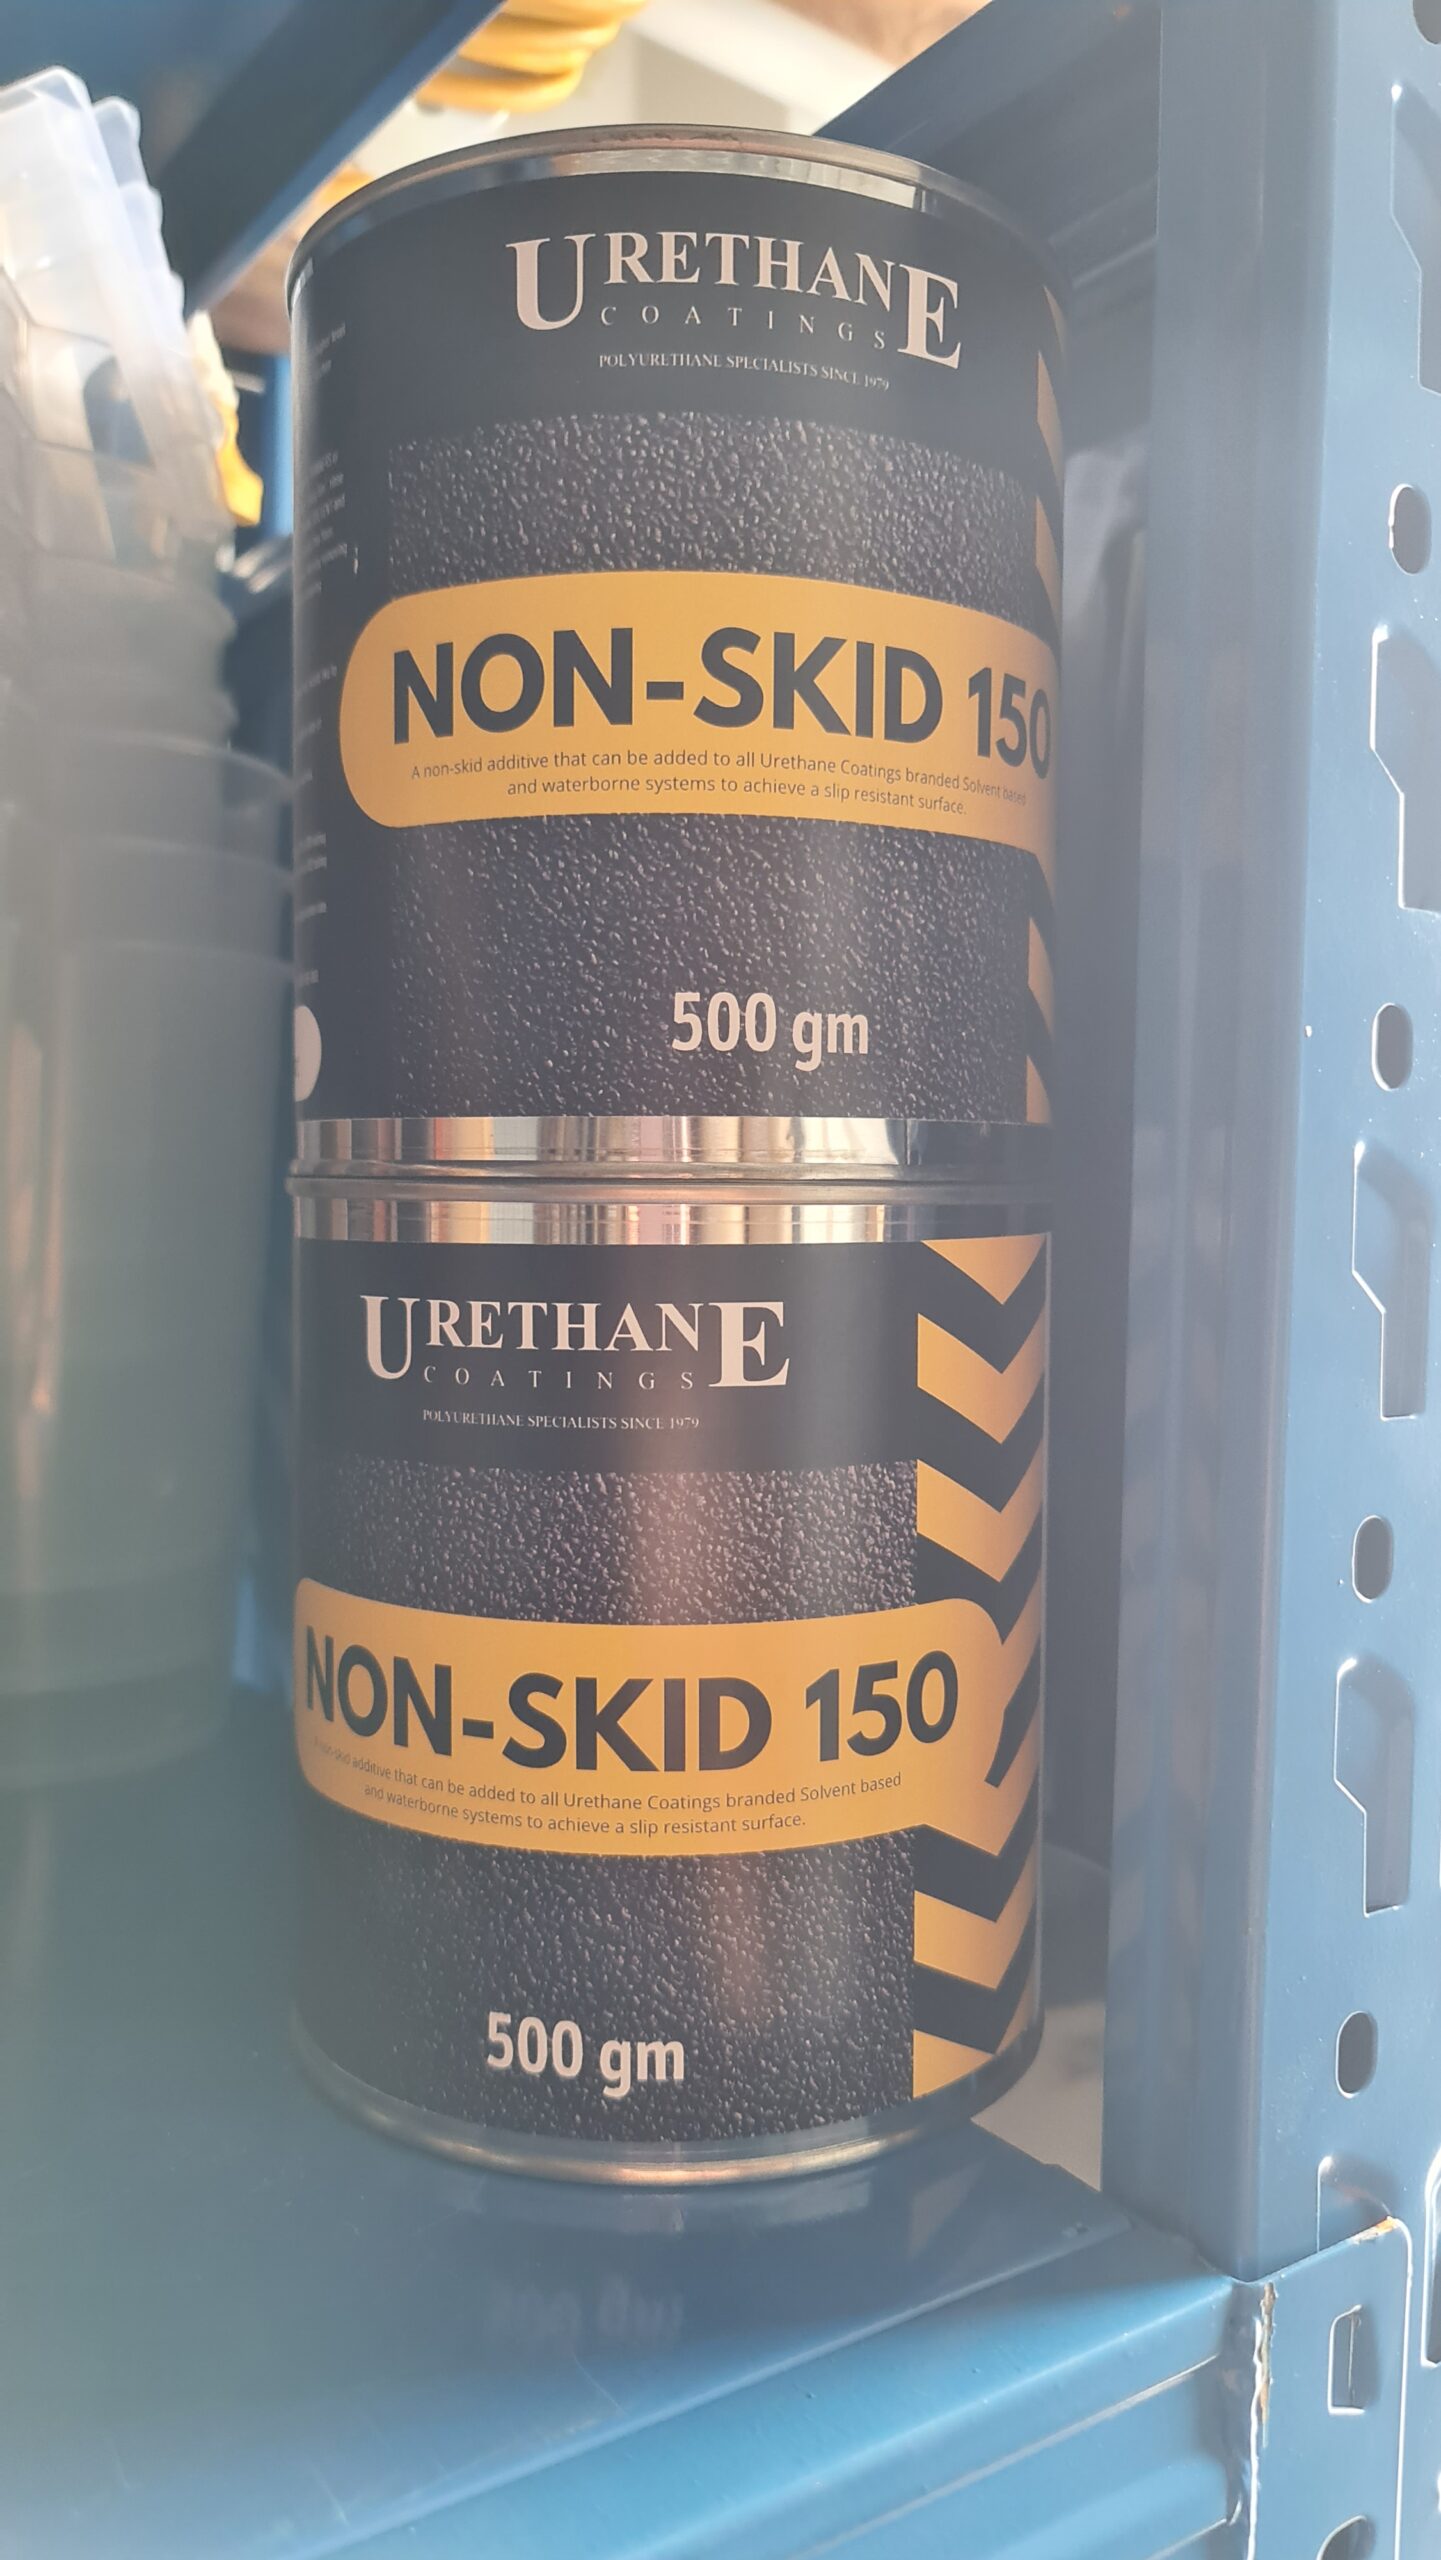 URETHANE
COATINGS
POLYURETHANE SPECIALISTS SINCE 1979
NON-SKID 150
A non-skid additive that can be added to all Urethane Coatings branded Solvent based
and waterborne systems to achieve a slip resistant surface.
500 gm
URETHANE
COATINGS
POLYURETHANE SPECIALISTS SINCE 1979
NON-SKID 150
A non-skid additive that can be added to all Urethane Coatings branded Solvent based
and waterborne systems to achieve a slip resistant surface.
500 gm